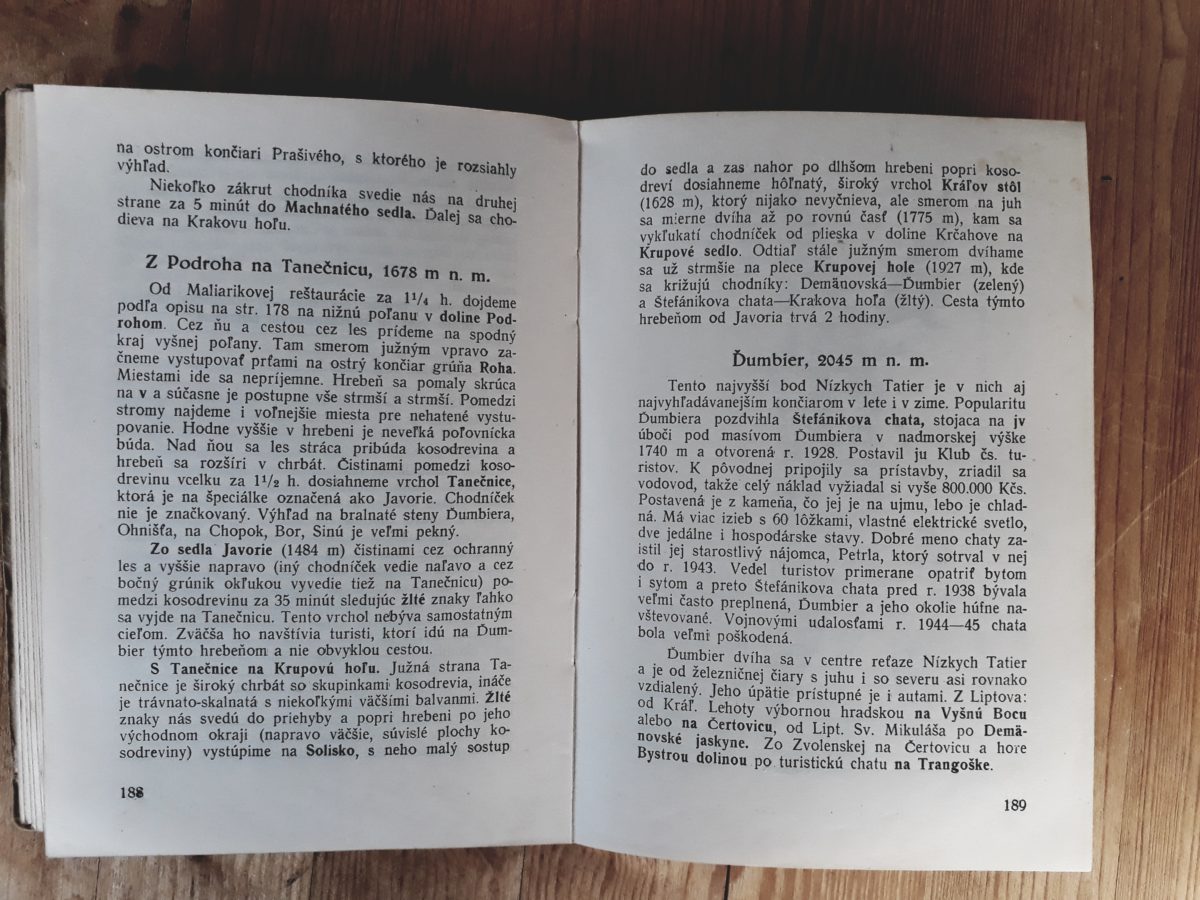 na ostrom končiari Prašivého, s ktorého je rozsiahly
výhľad.
Niekoľko zákrut chodníka svedie nás na druhej
strane za 5 minút do Machnatého sedla. Ďalej sa cho-
dieva na Krakovu hoľu.
Z Podroha na Tanečnicu, 1678 m n. m.
Od Maliarikovej reštaurácie za 1¹/₄ h. dojdeme
podľa opisu na str. 178 na nižnú poľanu v doline Pod-
rohom. Cez ňu a cestou cez les prídeme na spodný
kraj vyšnej poľany. Tam smerom južným vpravo za-
čneme vystupovať prťami na ostrý končiar grúňa Roha.
Miestami ide sa nepríjemne. Hrebeň sa pomaly skrúca
na v a súčasne je postupne vše strmší a strmší. Pomedzi
stromy najdeme i voľnejšie miesta pre nehatené vystu-
povanie. Hodne vyššie v hrebeni je neveľká poľovnícka
búda. Nad ňou sa les stráca pribúda kosodrevina a
hrebeň sa rozšíri v chrbát. Čistinami pomedzi koso-
drevinu vcelku za 1¹/₂ h. dosiahneme vrchol Tanečnice,
ktorá je na špeciálke označená ako Javorie. Chodníček
nie je značkovaný. Výhľad na bralnaté steny Ďumbiera,
Ohnišťa, na Chopok, Bor, Sinú je veľmi pekný.
Zo sedla Javorie (1484 m) čistinami cez ochranný
les a vyššie napravo (iný chodníček vedie naľavo a cez
bočný grúnik okľukou vyvedie tiež na Tanečnicu) po-
medzi kosodrevinu za 35 minút sledujúc žlté znaky ľahko
sa vyjde na Tanečnicu. Tento vrchol nebýva samostatným
cieľom. Zväčša ho navštívia turisti, ktorí idú na Ďum-
bier týmto hrebeňom a nie obvyklou cestou.
S Tanečnice na Krupovú hoľu. Južná strana Ta-
nečnice je široký chrbát so skupinkami kosodrevia, ináče
je trávnato-skalnatá s niekoľkými väčšími balvanmi. Žlté
znaky nás svedú do priehyby a popri hrebeni po jeho
východnom okraji (napravo väčšie, súvislé plochy ko-
sodreviny) vystúpime na Solisko, s neho malý sostup
188
do sedla a zas nahor po dlhšom hrebeni popri koso-
dreví dosiahneme hôľnatý, široký vrchol Kráľov stôl
(1628 m), ktorý nijako nevyčnieva, ale smerom na juh
sa mierne dvíha až po rovnú časť (1775 m), kam sa
vykľukatí chodníček od plieska v doline Krčahove na
Krupové sedlo. Odtiaľ stále južným smerom dvíhame
sa už strmšie na plece Krupovej hole (1927 m), kde
sa križujú chodníky: Demänovská—Ďumbier (zelený)
a Štefánikova chata—Krakova hoľa (žltý). Cesta týmto
hrebeňom od Javoria trvá 2 hodiny.
Ďumbier, 2045 m n. m.
Tento najvyšší bod Nízkych Tatier je v nich aj
najvyhľadávanejším končiarom v lete i v zime. Popularitu
Ďumbiera pozdvihla Štefánikova chata, stojaca na jv
úbočí pod masívom Ďumbiera v nadmorskej výške
1740 m a otvorená r. 1928. Postavil ju Klub čs. tu-
ristov. K pôvodnej pripojily sa prístavby, zriadil sa
vodovod, takže celý náklad vyžiadal si vyše 800.000 Kčs.
Postavená je z kameňa, čo jej je na ujmu, lebo je chlad-
ná. Má viac izieb s 60 lôžkami, vlastné elektrické svetlo,
dve jedálne i hospodárske stavy. Dobré meno chaty za-
istil jej starostlivý nájomca, Petrla, ktorý sotrval v nej
do r. 1943. Vedel turistov primerane opatriť bytom
i sytom a preto Štefánikova chata pred r. 1938 bývala
veľmi často preplnená, Ďumbier a jeho okolie húfne na-
vštevované. Vojnovými udalosťami r. 1944—45 chata
bola veľmi poškodená.
Ďumbier dvíha sa v centre reťaze Nízkych Tatier
a je od železničnej čiary s juhu i so severu asi rovnako
vzdialený. Jeho úpätie prístupné je i autami. Z Liptova:
od Kráľ. Lehoty výbornou hradskou na Vyšnú Bocu
alebo na Čertovicu, od Lipt. Sv. Mikuláša po Demä-
novské jaskyne. Zo Zvolenskej na Čertovicu a hore
Bystrou dolinou po turistickú chatu na Trangoške.
189